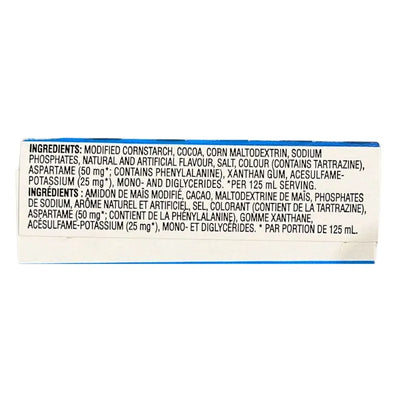 INGREDIENTS: MODIFIED CORNSTARCH, COCOA, CORN MALTODEXTRIN, SODIUM
PHOSPHATES, NATURAL AND ARTIFICIAL FLAVOUR, SALT, COLOUR (CONTAINS TARTRAZINE),
ASPARTAME (50 mg*; CONTAINS PHENYLALANINE), XANTHAN GUM, ACESULFAME-
POTASSIUM (25 mg*), MONO- AND DIGLYCERIDES. *PER 125 mL SERVING.
INGRÉDIENTS: AMIDON DE MAÏS MODIFIÉ, CACAO, MALTODEXTRINE DE MAÏS, PHOSPHATES
DE SODIUM, ARÔME NATUREL ET ARTIFICIEL, SEL, COLORANT (CONTIENT DE LA TARTRAZINE),
ASPARTAME (50 mg*; CONTIENT DE LA PHÉNYLALANINE), GOMME XANTHANE,
ACÉSULFAME-POTASSIUM (25 mg*), MONO- ET DIGLYCÉRIDES. * PAR PORTION DE 125 mL.